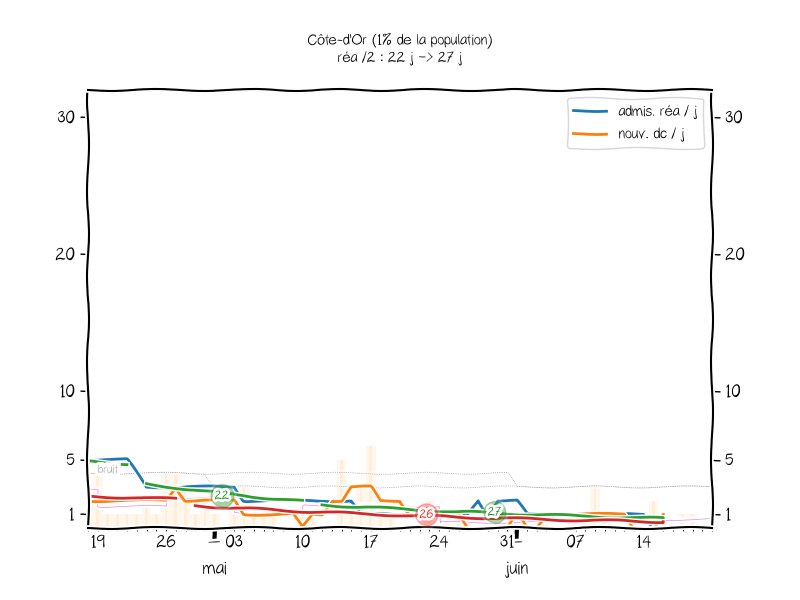 Côte-d'Or (1% de la population)
réa /2 : 22 j -> 27 j
admis. réa / j
nouv. dc / j
30
30
20
20
10
10
5
5
1
1
bruit
22
26
27
19 26 03 10 17 24 31 07 14
mai juin